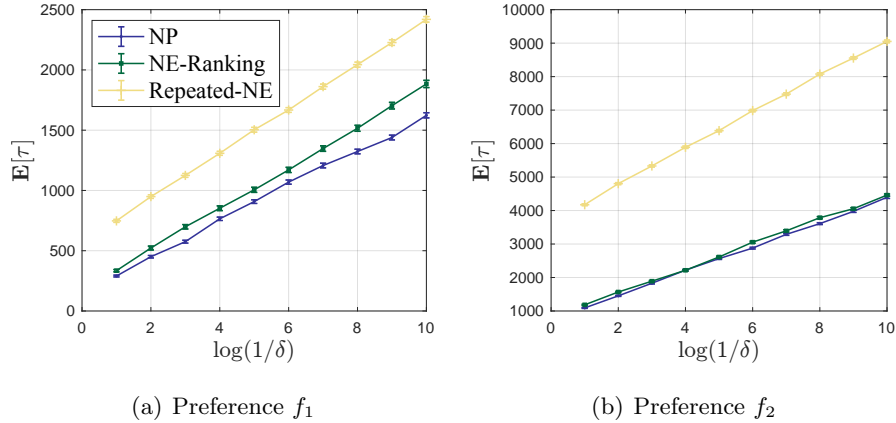 2500
2000
1500
1000
500
0
E[τ]
NP
NE-Ranking
Repeated-NE
0 2 4 6 8 10
log(1/δ)
(a) Preference f₁
10000
9000
8000
7000
6000
5000
4000
3000
2000
1000
E[τ]
0 2 4 6 8 10
log(1/δ)
(b) Preference f₂